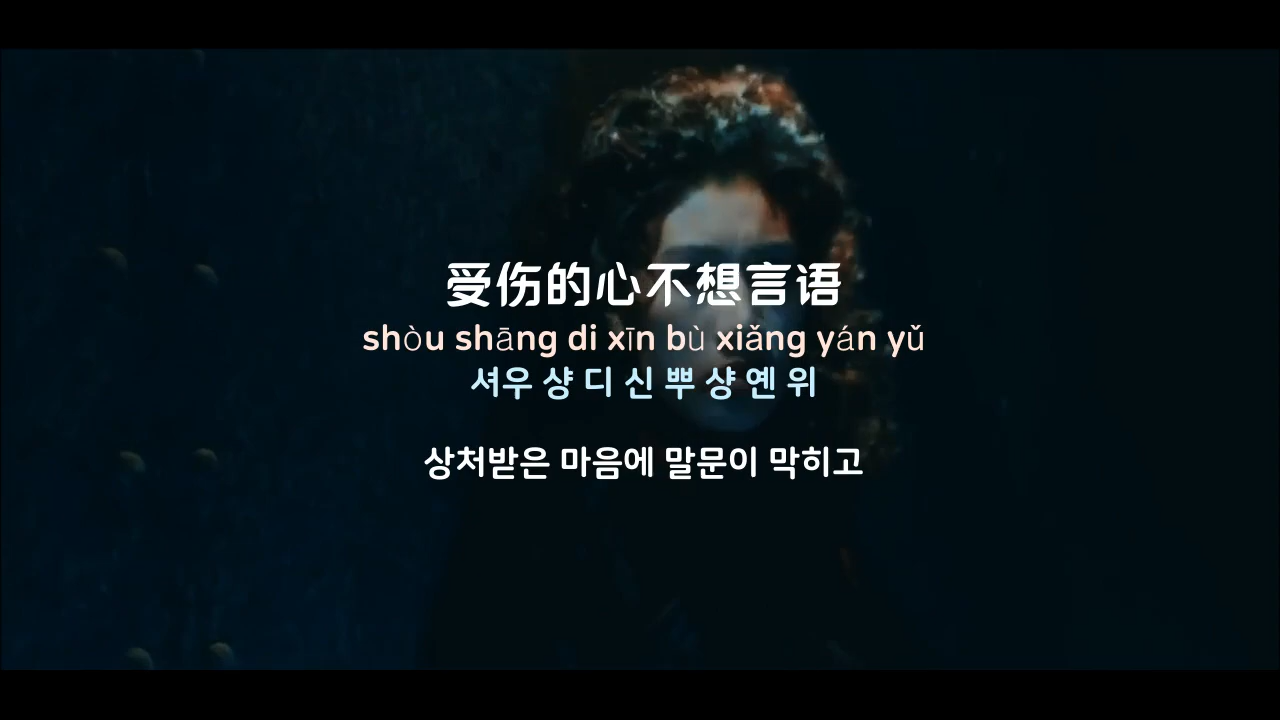 受伤的心不想言语
shòu shāng di xīn bù xiǎng yán yǔ
셔우 샹 디 신 뿌 샹 옌 위
상처받은 마음에 말문이 막히고